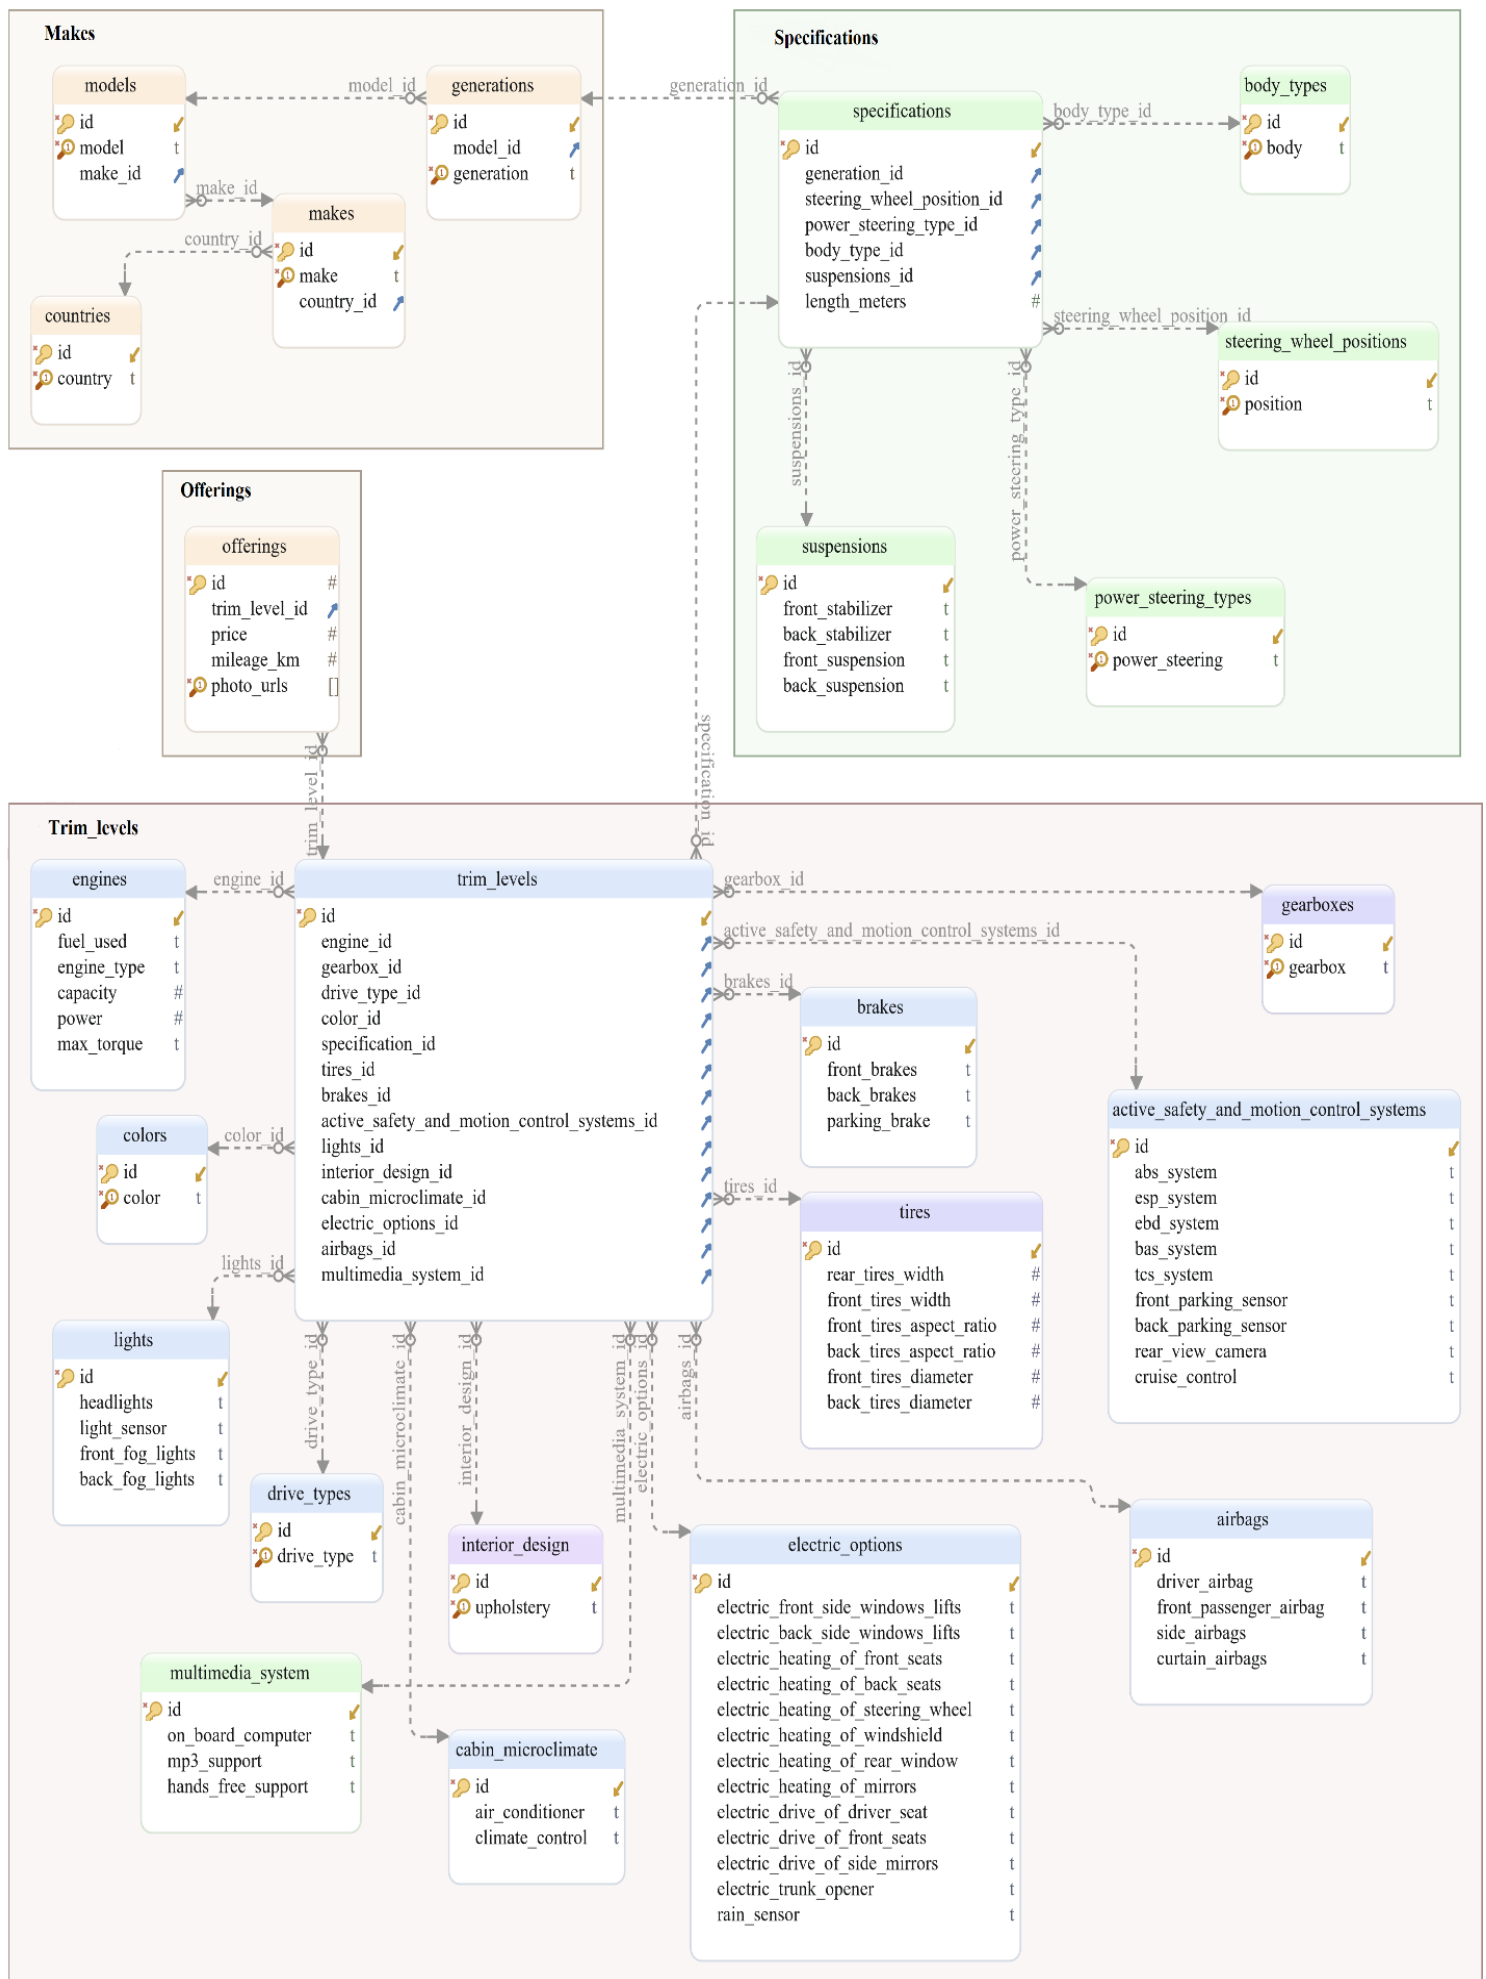 Makes
models
id
model t
make_id
model_id
generations
id
model_id
generation t
make_id
makes
id
make t
country_id
country_id
countries
id
country t
Specifications
generation_id
specifications
id
generation_id
steering_wheel_position_id
power_steering_type_id
body_type_id
suspensions_id
length_meters #
body_type_id
body_types
id
body t
steering_wheel_position_id
steering_wheel_positions
id
position t
suspensions_id
power_steering_type_id
suspensions
id
front_stabilizer t
back_stabilizer t
front_suspension t
back_suspension t
power_steering_types
id
power_steering t
Offerings
offerings
id #
trim_level_id
price #
mileage_km #
photo_urls []
trim_level_id
specification_id
Trim_levels
engines
id
fuel_used t
engine_type t
capacity #
power #
max_torque t
engine_id
trim_levels
id
engine_id
gearbox_id
drive_type_id
color_id
specification_id
tires_id
brakes_id
active_safety_and_motion_control_systems_id
lights_id
interior_design_id
cabin_microclimate_id
electric_options_id
airbags_id
multimedia_system_id
gearbox_id
gearboxes
id
gearbox t
active_safety_and_motion_control_systems_id
brakes_id
brakes
id
front_brakes t
back_brakes t
parking_brake t
active_safety_and_motion_control_systems
id
abs_system t
esp_system t
ebd_system t
bas_system t
tcs_system t
front_parking_sensor t
back_parking_sensor t
rear_view_camera t
cruise_control t
colors
id
color t
color_id
tires_id
tires
id
rear_tires_width #
front_tires_width #
front_tires_aspect_ratio #
back_tires_aspect_ratio #
front_tires_diameter #
back_tires_diameter #
lights_id
lights
id
headlights t
light_sensor t
front_fog_lights t
back_fog_lights t
drive_type_id
cabin_microclimate_id
interior_design_id
multimedia_system_id
electric_options_id
airbags_id
drive_types
id
drive_type t
interior_design
id
upholstery t
electric_options
id
electric_front_side_windows_lifts t
electric_back_side_windows_lifts t
electric_heating_of_front_seats t
electric_heating_of_back_seats t
electric_heating_of_steering_wheel t
electric_heating_of_windshield t
electric_heating_of_rear_window t
electric_heating_of_mirrors t
electric_drive_of_driver_seat t
electric_drive_of_front_seats t
electric_drive_of_side_mirrors t
electric_trunk_opener t
rain_sensor t
airbags
id
driver_airbag t
front_passenger_airbag t
side_airbags t
curtain_airbags t
multimedia_system
id
on_board_computer t
mp3_support t
hands_free_support t
cabin_microclimate
id
air_conditioner t
climate_control t